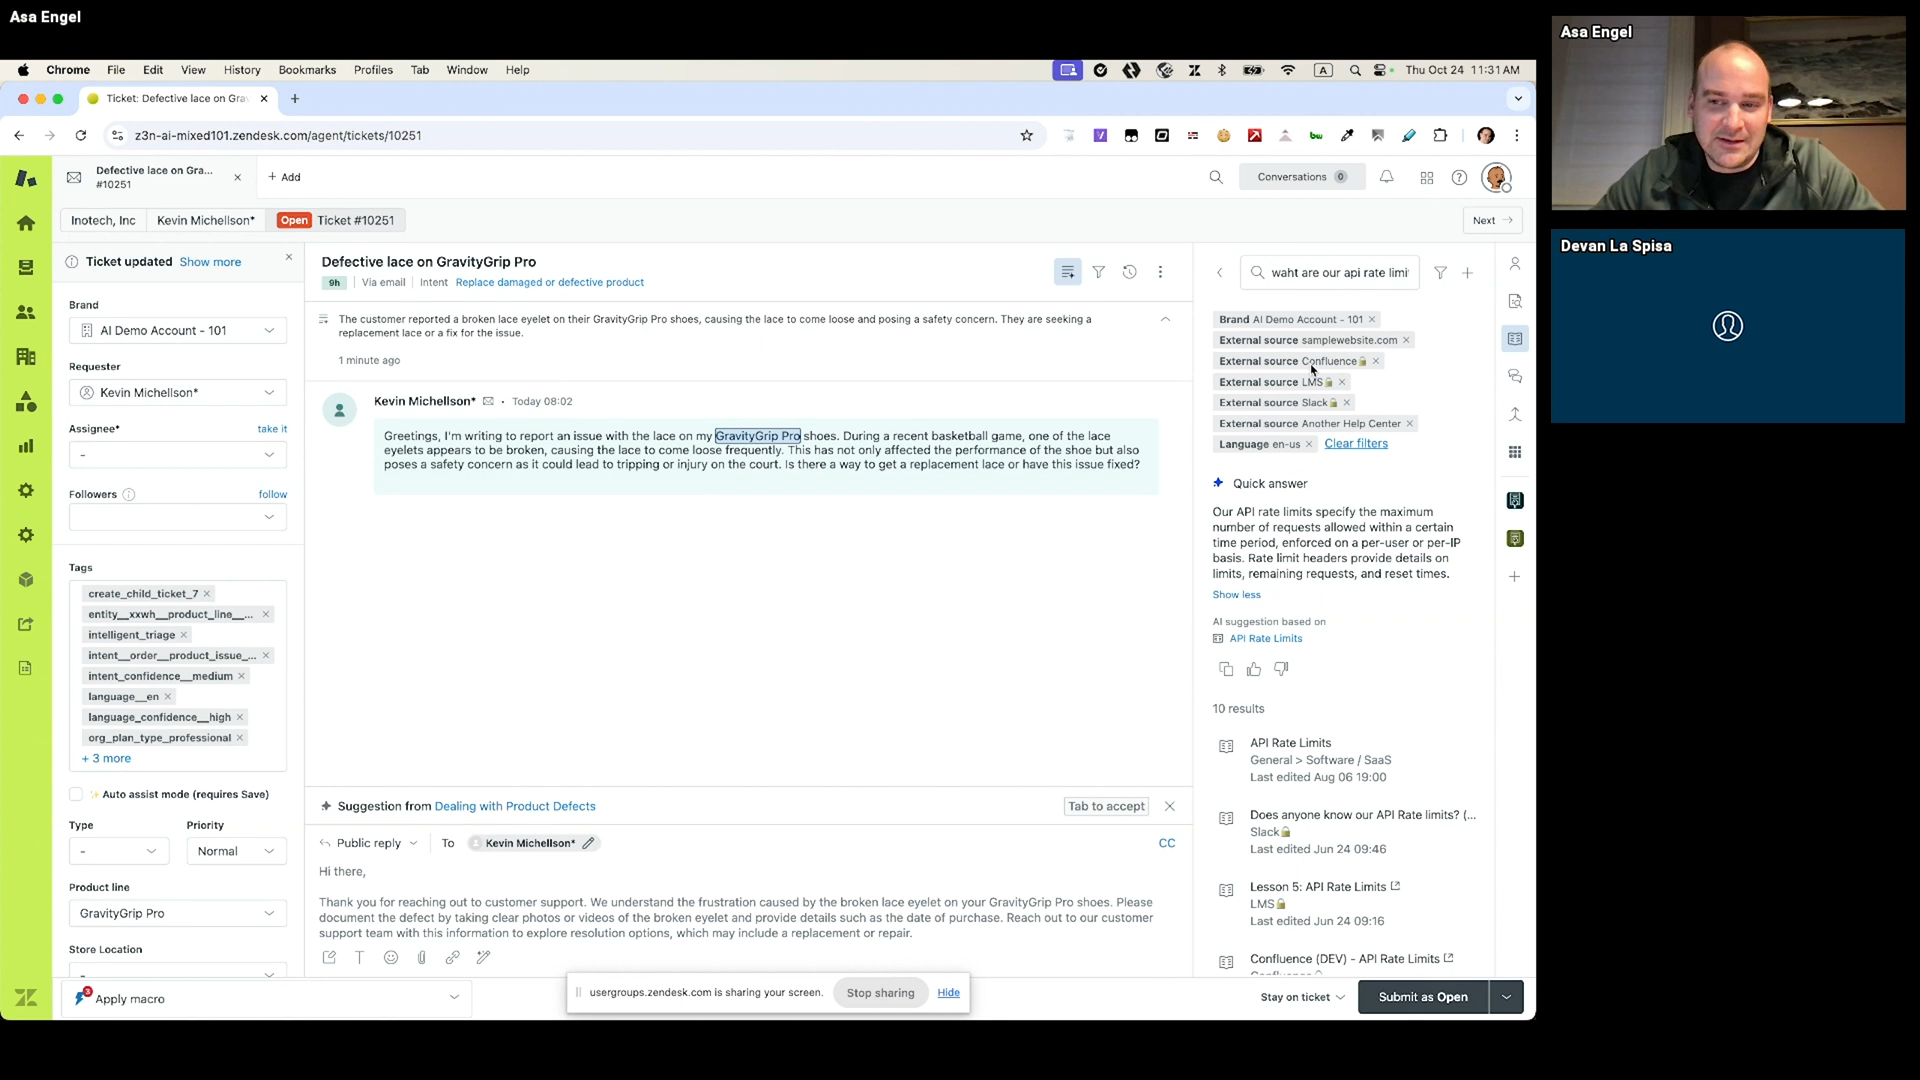 Asa Engel
Chrome File Edit View History Bookmarks Profiles Tab Window Help
A
Thu Oct 24 11:31 AM
Ticket: Defective lace on Gra
z3n-ai-mixed101.zendesk.com/agent/tickets/10251
Defective lace on Gra...
#10251
+ Add
Conversations 0
Inotech, Inc
Kevin Michellson*
Open Ticket #10251
Next
Ticket updated Show more
Brand
AI Demo Account - 101
Requester
Kevin Michellson*
Assignee* take it
-
Followers follow
Tags
create_child_ticket_7
entity__xxwh__product_line__...
intelligent_triage
intent__order__product_issue_...
intent_confidence__medium
language__en
language_confidence__high
org_plan_type_professional
+ 3 more
Auto assist mode (requires Save)
Type Priority
- Normal
Product line
GravityGrip Pro
Store Location
-
3
Apply macro
Defective lace on GravityGrip Pro
9h Via email Intent Replace damaged or defective product
The customer reported a broken lace eyelet on their GravityGrip Pro shoes, causing the lace to come loose and posing a safety concern. They are seeking a
replacement lace or a fix for the issue.
1 minute ago
Kevin Michellson* • Today 08:02
Greetings, I'm writing to report an issue with the lace on my GravityGrip Pro shoes. During a recent basketball game, one of the lace
eyelets appears to be broken, causing the lace to come loose frequently. This has not only affected the performance of the shoe but also
poses a safety concern as it could lead to tripping or injury on the court. Is there a way to get a replacement lace or have this issue fixed?
Suggestion from Dealing with Product Defects
Tab to accept
Public reply To Kevin Michellson* CC
Hi there,
Thank you for reaching out to customer support. We understand the frustration caused by the broken lace eyelet on your GravityGrip Pro shoes. Please
document the defect by taking clear photos or videos of the broken eyelet and provide details such as the date of purchase. Reach out to our customer
support team with this information to explore resolution options, which may include a replacement or repair.
usergroups.zendesk.com is sharing your screen.
Stop sharing
Hide
Stay on ticket
Submit as Open
waht are our api rate limi
Brand AI Demo Account - 101
External source samplewebsite.com
External source Confluence
External source LMS
External source Slack
External source Another Help Center
Language en-us Clear filters
Quick answer
Our API rate limits specify the maximum
number of requests allowed within a certain
time period, enforced on a per-user or per-IP
basis. Rate limit headers provide details on
limits, remaining requests, and reset times.
Show less
AI suggestion based on
API Rate Limits
10 results
API Rate Limits
General > Software / SaaS
Last edited Aug 06 19:00
Does anyone know our API Rate limits? (...
Slack
Last edited Jun 24 09:46
Lesson 5: API Rate Limits
LMS
Last edited Jun 24 09:16
Confluence (DEV) - API Rate Limits
Asa Engel
Devan La Spisa